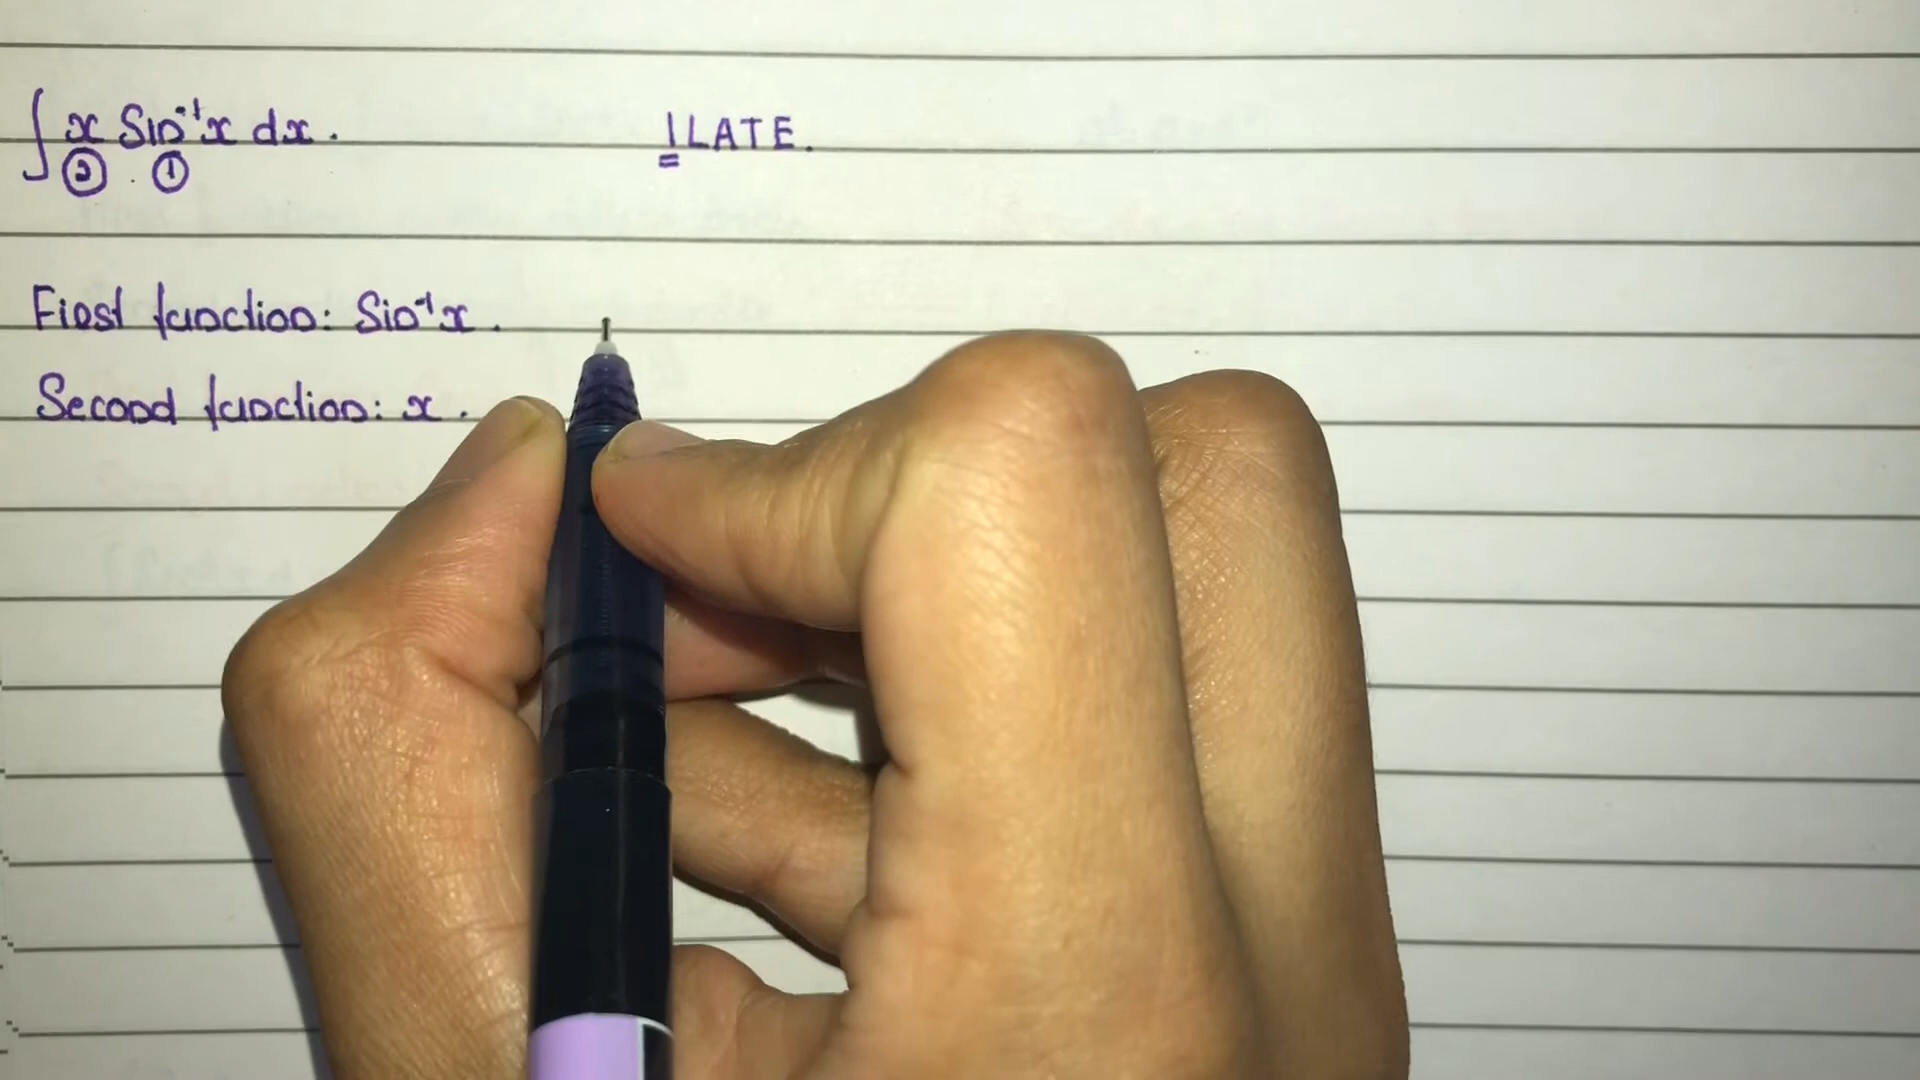 ∫ x Sin⁻¹x dx. ILATE.
② ①
First function: Sin⁻¹x.
Second function: x.